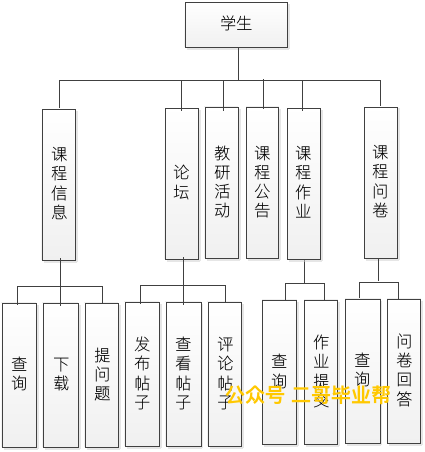 学生
课程信息
论坛
教研活动
课程公告
课程作业
课程问卷
查询
下载
提问题
发布帖子
查看帖子
评论帖子
查询
作业提交
查询
问卷回答
公众号 二哥毕业帮